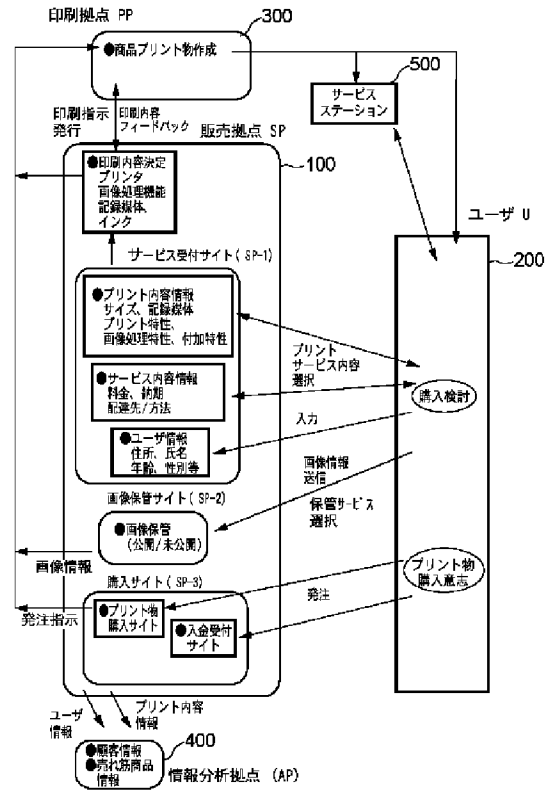 印刷拠点 PP
300
●商品プリント物作成
500
サービス
ステーション
印刷指示
発行
印刷内容
フィードバック
販売拠点 SP
100
●印刷内容決定
プリンタ
画像処理機能
記録媒体、
インク
ユーザ U
200
サービス受付サイト( SP-1)
●プリント内容情報
サイズ、記録媒体
プリント特性、
画像処理特性、付加特性
プリント
サービス内容
選択
●サービス内容情報
料金、納期
配達先/方法
購入検討
入力
●ユーザ情報
住所、氏名
年齢、性別等
画像情報
送信
画像保管サイト( SP-2)
保管サービス
選択
●画像保管
(公開/未公開)
画像情報
プリント物
購入意志
購入サイト( SP-3)
発注指示
●プリント物
購入サイト
発注
●入金受付
サイト
ユーザ
情報
プリント内容
情報
400
●顧客情報
●売れ筋商品
情報
情報分析拠点 (AP)